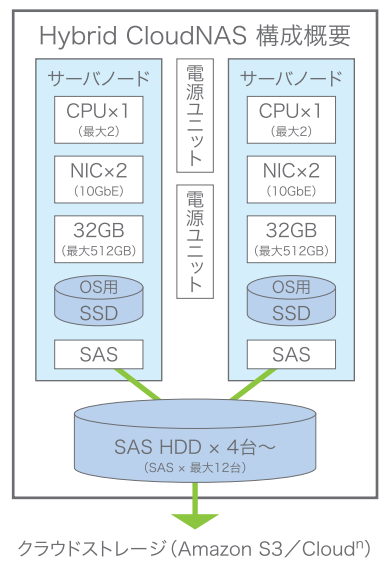 Hybrid CloudNAS 構成概要
サーバノード
CPU×1
(最大2)
NIC×2
(10GbE)
32GB
(最大512GB)
OS用
SSD
SAS
電源ユニット
電源ユニット
サーバノード
CPU×1
(最大2)
NIC×2
(10GbE)
32GB
(最大512GB)
OS用
SSD
SAS
SAS HDD × 4台〜
(SAS × 最大12台)
クラウドストレージ(Amazon S3/Cloudⁿ)